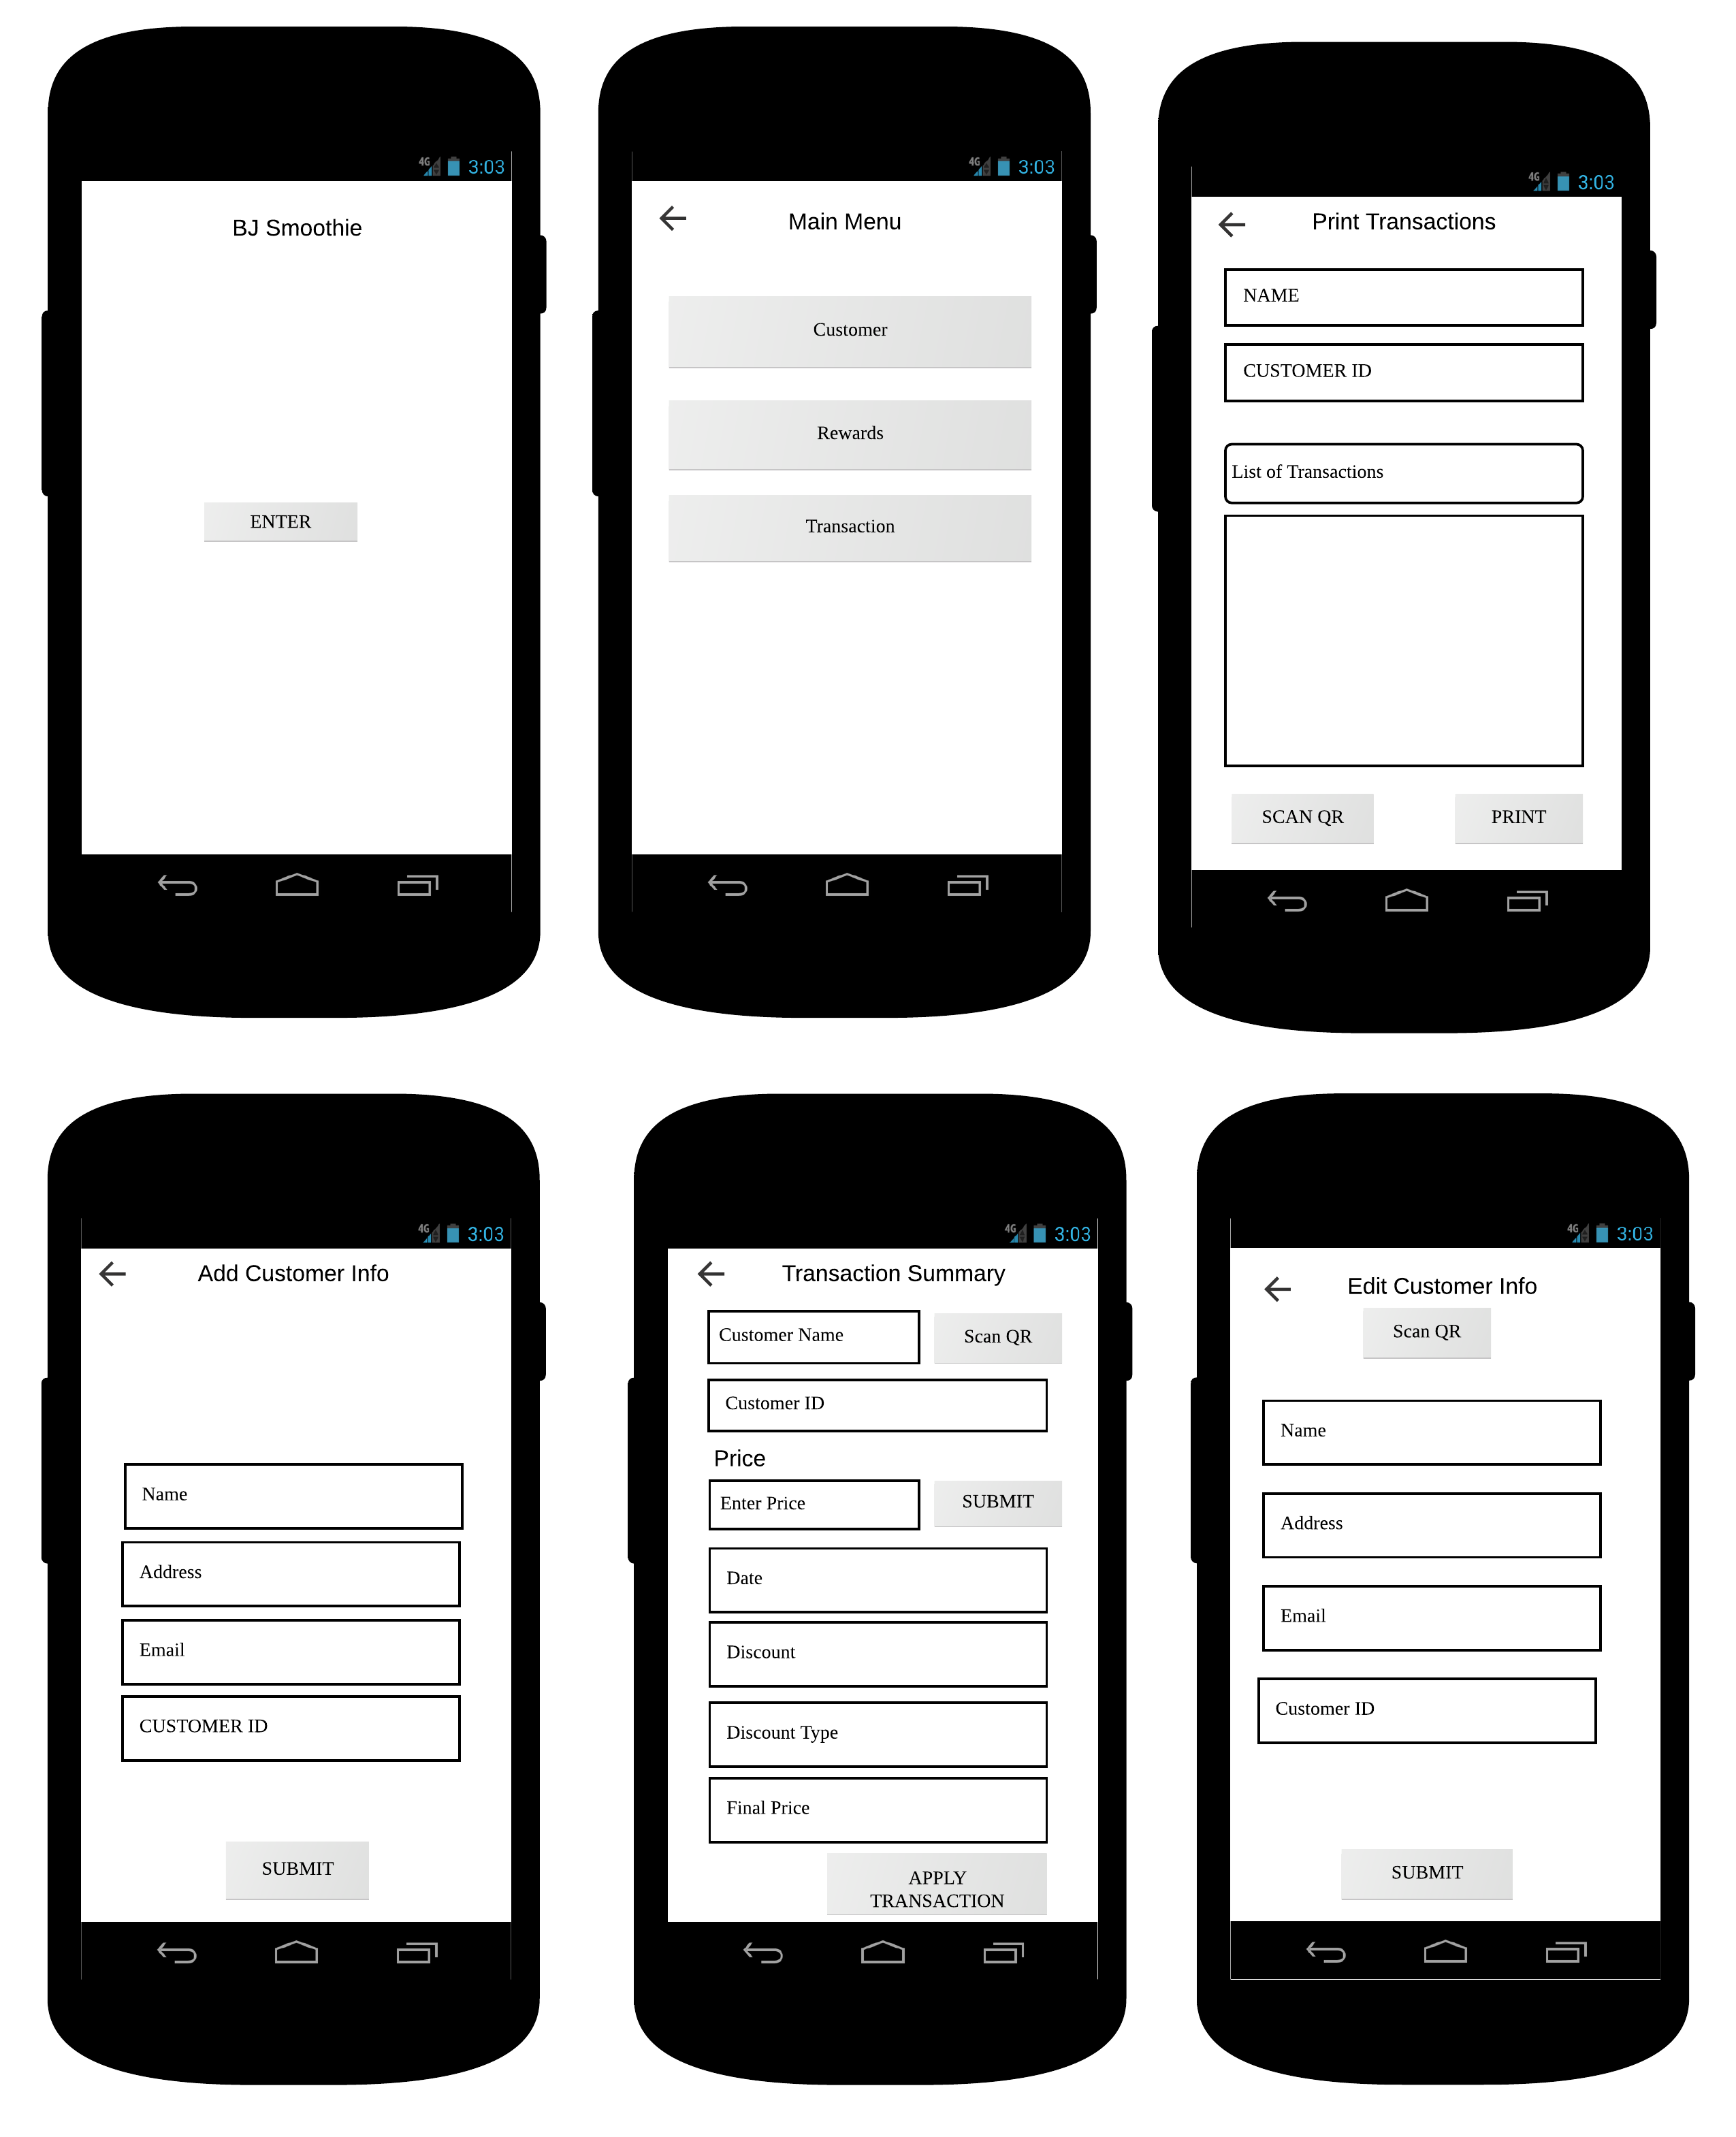 4G 3:03
BJ Smoothie
ENTER
4G 3:03
Main Menu
Customer
Rewards
Transaction
4G 3:03
Print Transactions
NAME
CUSTOMER ID
List of Transactions
SCAN QR
PRINT
4G 3:03
Add Customer Info
Name
Address
Email
CUSTOMER ID
SUBMIT
4G 3:03
Transaction Summary
Customer Name
Scan QR
Customer ID
Price
Enter Price
SUBMIT
Date
Discount
Discount Type
Final Price
APPLY
TRANSACTION
4G 3:03
Edit Customer Info
Scan QR
Name
Address
Email
Customer ID
SUBMIT